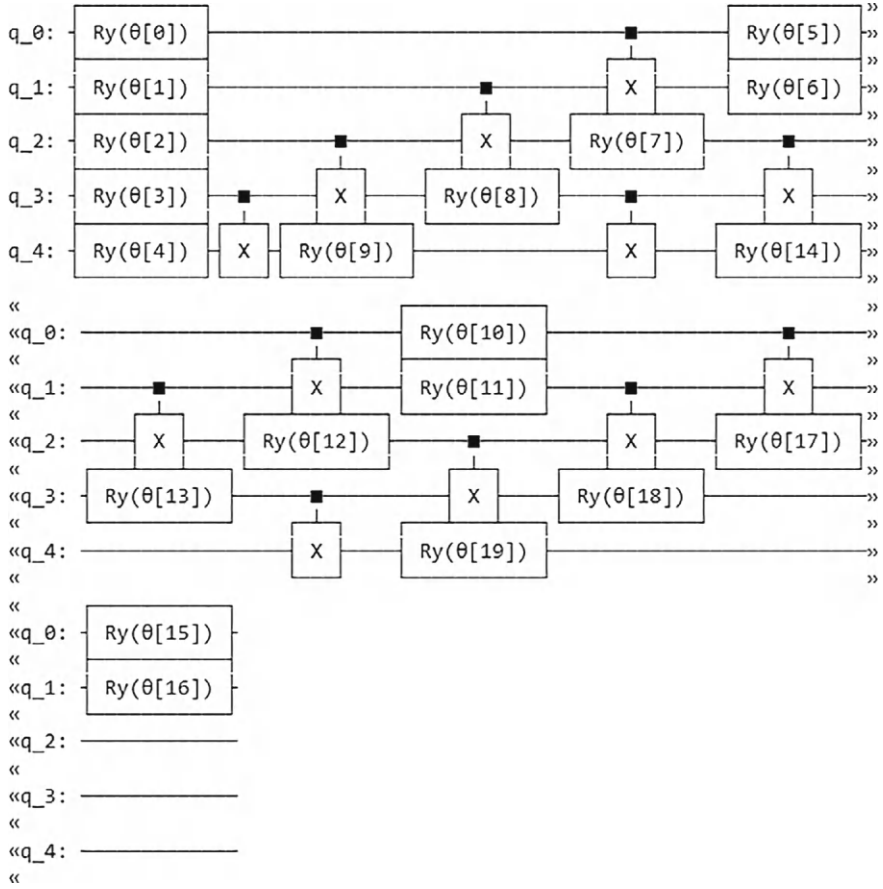 »
q_0: Ry(θ[0]) Ry(θ[5]) »
»
q_1: Ry(θ[1]) X Ry(θ[6]) »
»
q_2: Ry(θ[2]) X Ry(θ[7]) »
»
q_3: Ry(θ[3]) X Ry(θ[8]) X »
»
q_4: Ry(θ[4]) X Ry(θ[9]) X Ry(θ[14]) »
»
«
«q_0: Ry(θ[10]) »
« »
«q_1: X Ry(θ[11]) X »
« »
«q_2: X Ry(θ[12]) X Ry(θ[17]) »
« »
«q_3: Ry(θ[13]) X Ry(θ[18]) »
« »
«q_4: X Ry(θ[19]) »
« »
«
«q_0: Ry(θ[15])
«
«q_1: Ry(θ[16])
«
«q_2:
«
«q_3:
«
«q_4:
«